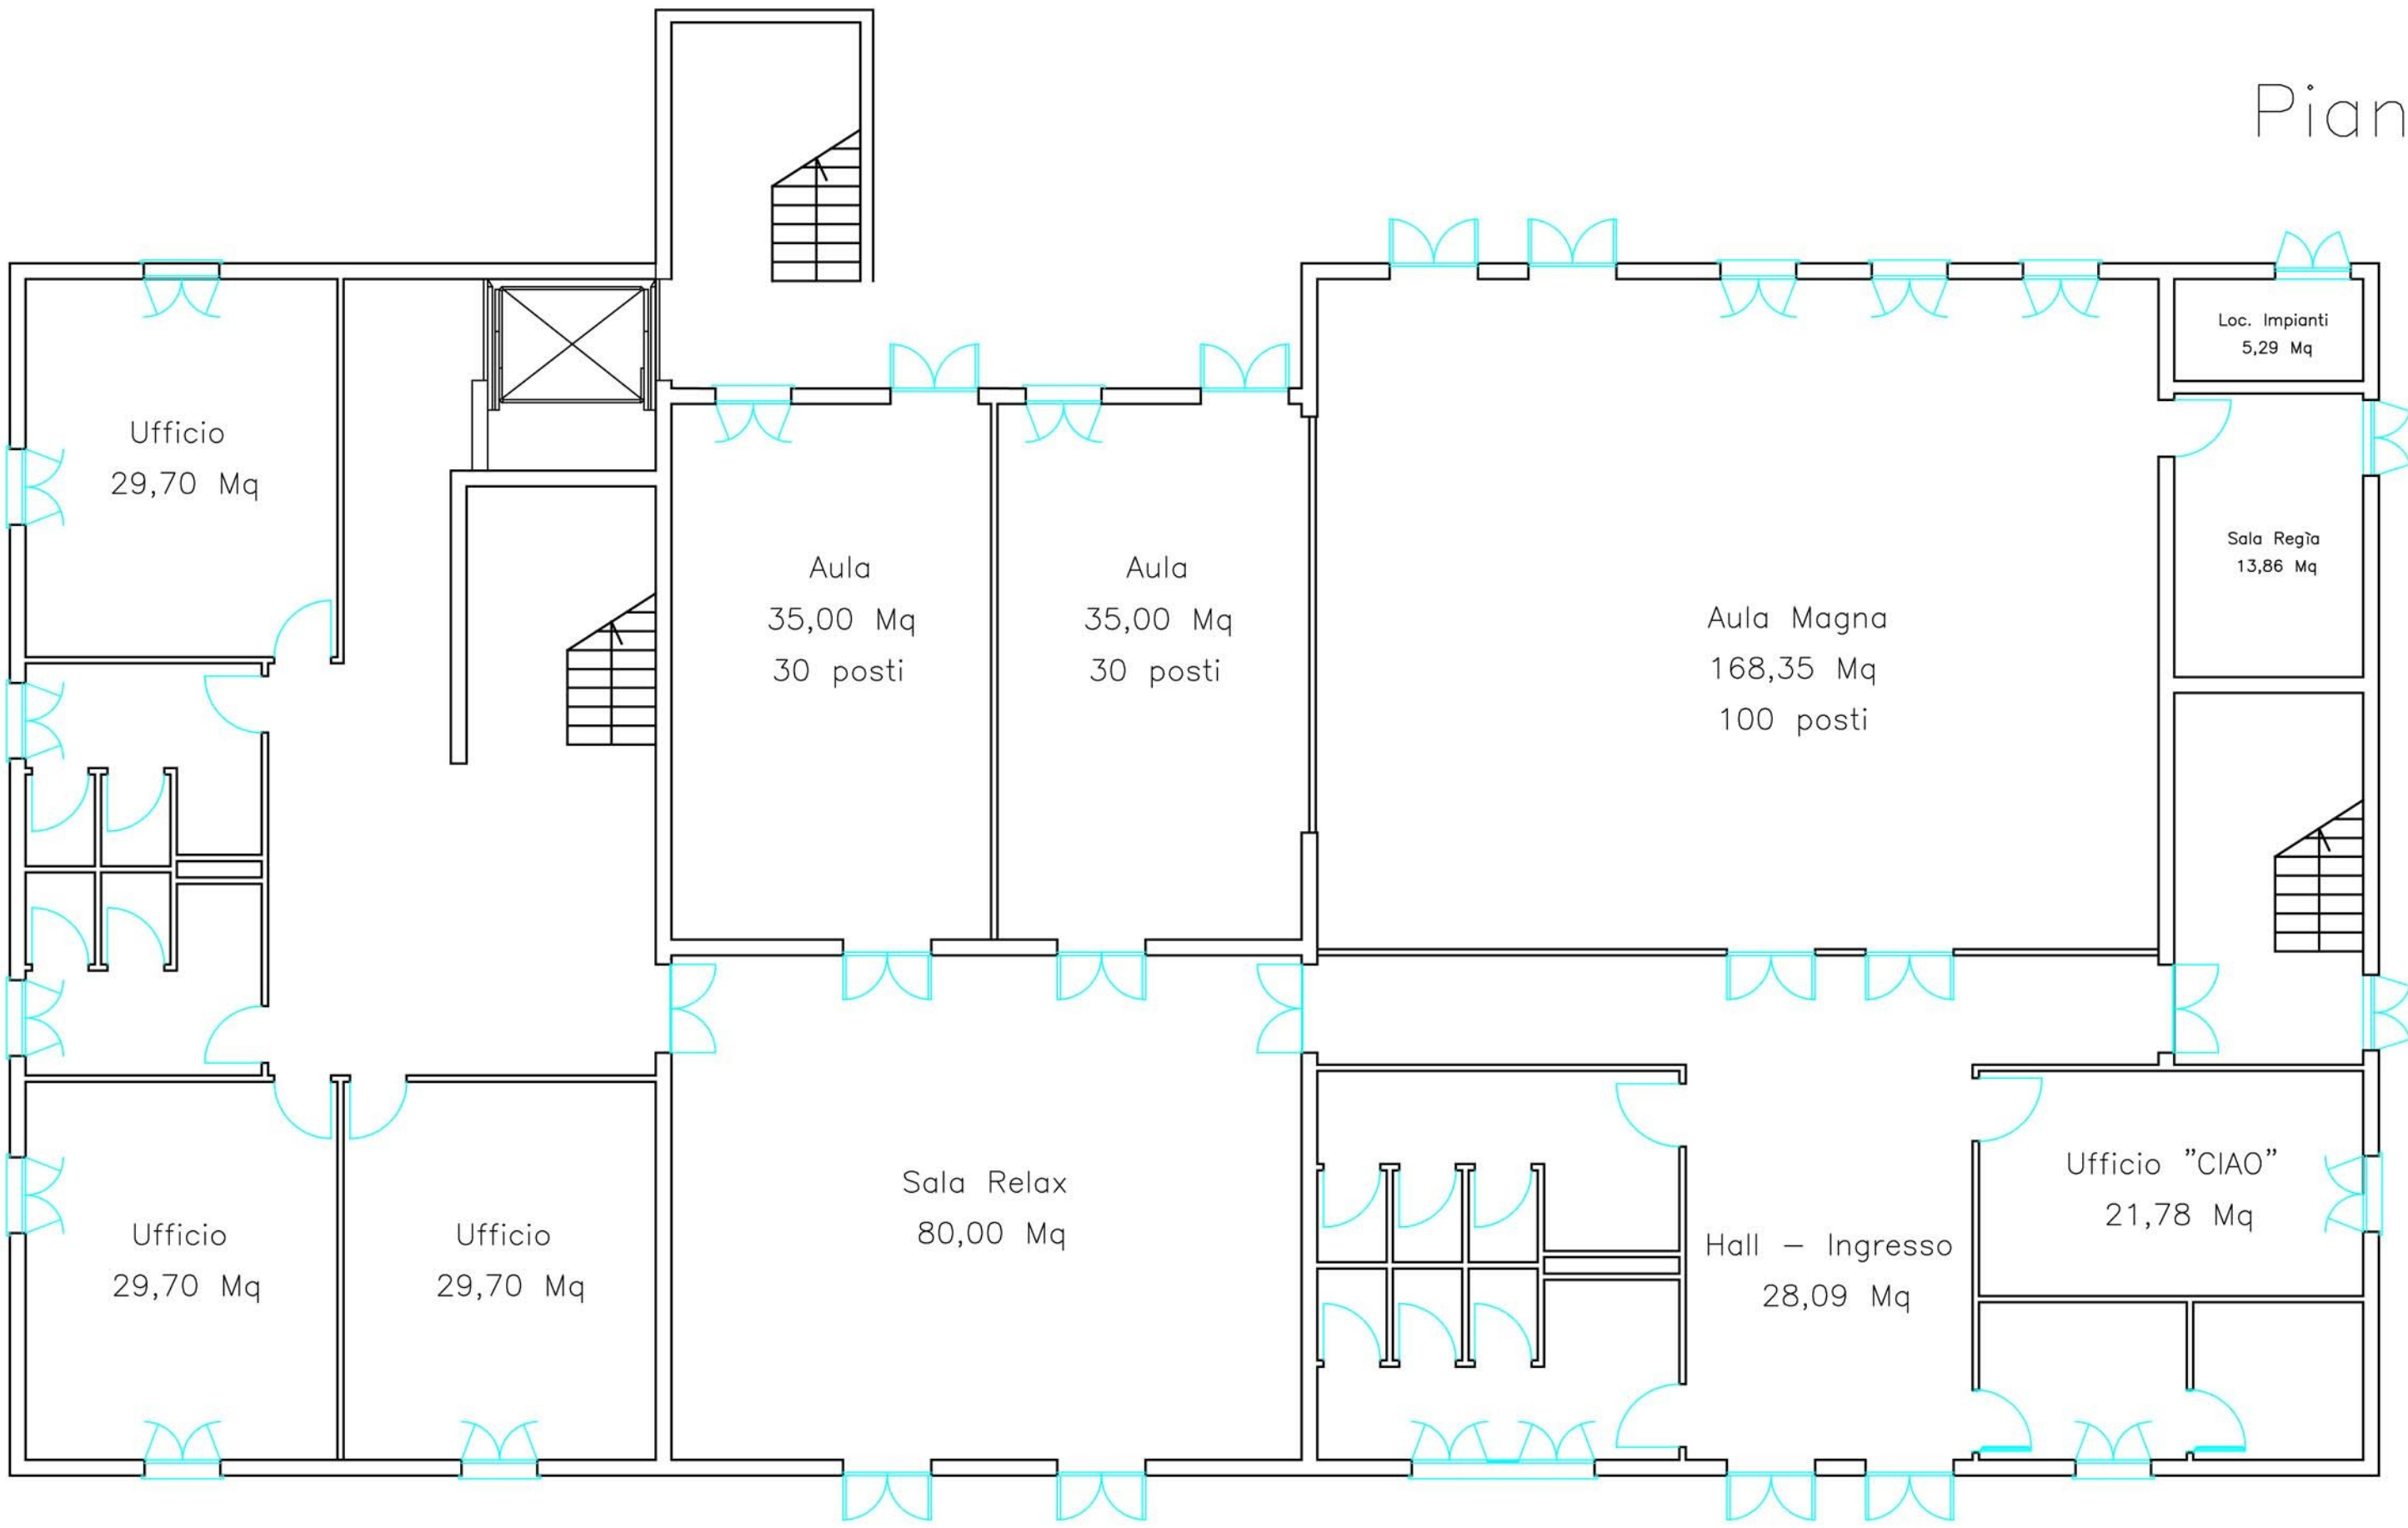 Pian
Loc. Impianti
5,29 Mq
Ufficio
29,70 Mq
Sala Regìa
13,86 Mq
Aula
35,00 Mq
30 posti
Aula
35,00 Mq
30 posti
Aula Magna
168,35 Mq
100 posti
Ufficio "CIAO"
21,78 Mq
Sala Relax
80,00 Mq
Ufficio
29,70 Mq
Ufficio
29,70 Mq
Hall – Ingresso
28,09 Mq